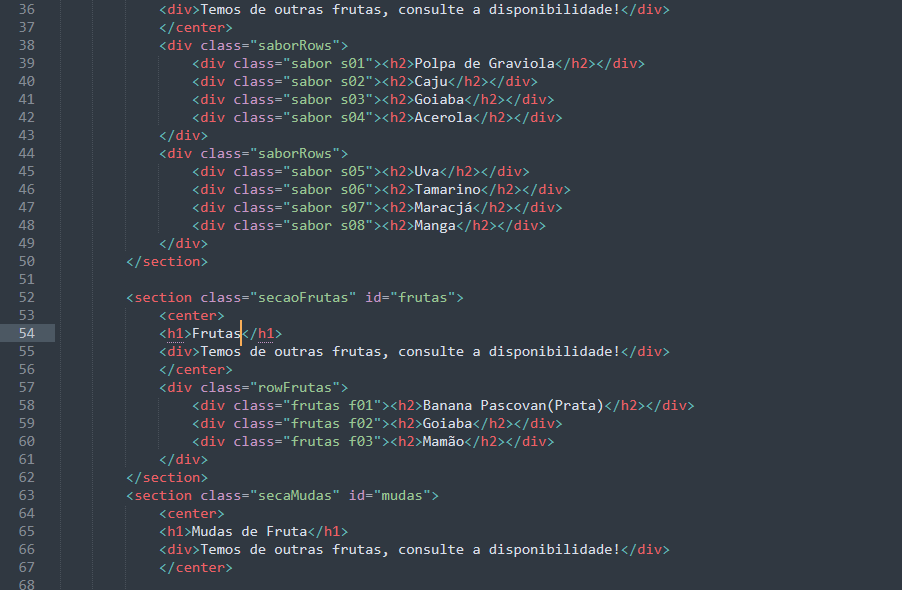 36 <div>Temos de outras frutas, consulte a disponibilidade!</div>
37 </center>
38 <div class="saborRows">
39 <div class="sabor s01"><h2>Polpa de Graviola</h2></div>
40 <div class="sabor s02"><h2>Caju</h2></div>
41 <div class="sabor s03"><h2>Goiaba</h2></div>
42 <div class="sabor s04"><h2>Acerola</h2></div>
43 </div>
44 <div class="saborRows">
45 <div class="sabor s05"><h2>Uva</h2></div>
46 <div class="sabor s06"><h2>Tamarino</h2></div>
47 <div class="sabor s07"><h2>Maracjá</h2></div>
48 <div class="sabor s08"><h2>Manga</h2></div>
49 </div>
50 </section>
51
52 <section class="secaoFrutas" id="frutas">
53 <center>
54 <h1>Frutas</h1>
55 <div>Temos de outras frutas, consulte a disponibilidade!</div>
56 </center>
57 <div class="rowFrutas">
58 <div class="frutas f01"><h2>Banana Pascovan(Prata)</h2></div>
59 <div class="frutas f02"><h2>Goiaba</h2></div>
60 <div class="frutas f03"><h2>Mamão</h2></div>
61 </div>
62 </section>
63 <section class="secaMudas" id="mudas">
64 <center>
65 <h1>Mudas de Fruta</h1>
66 <div>Temos de outras frutas, consulte a disponibilidade!</div>
67 </center>
68